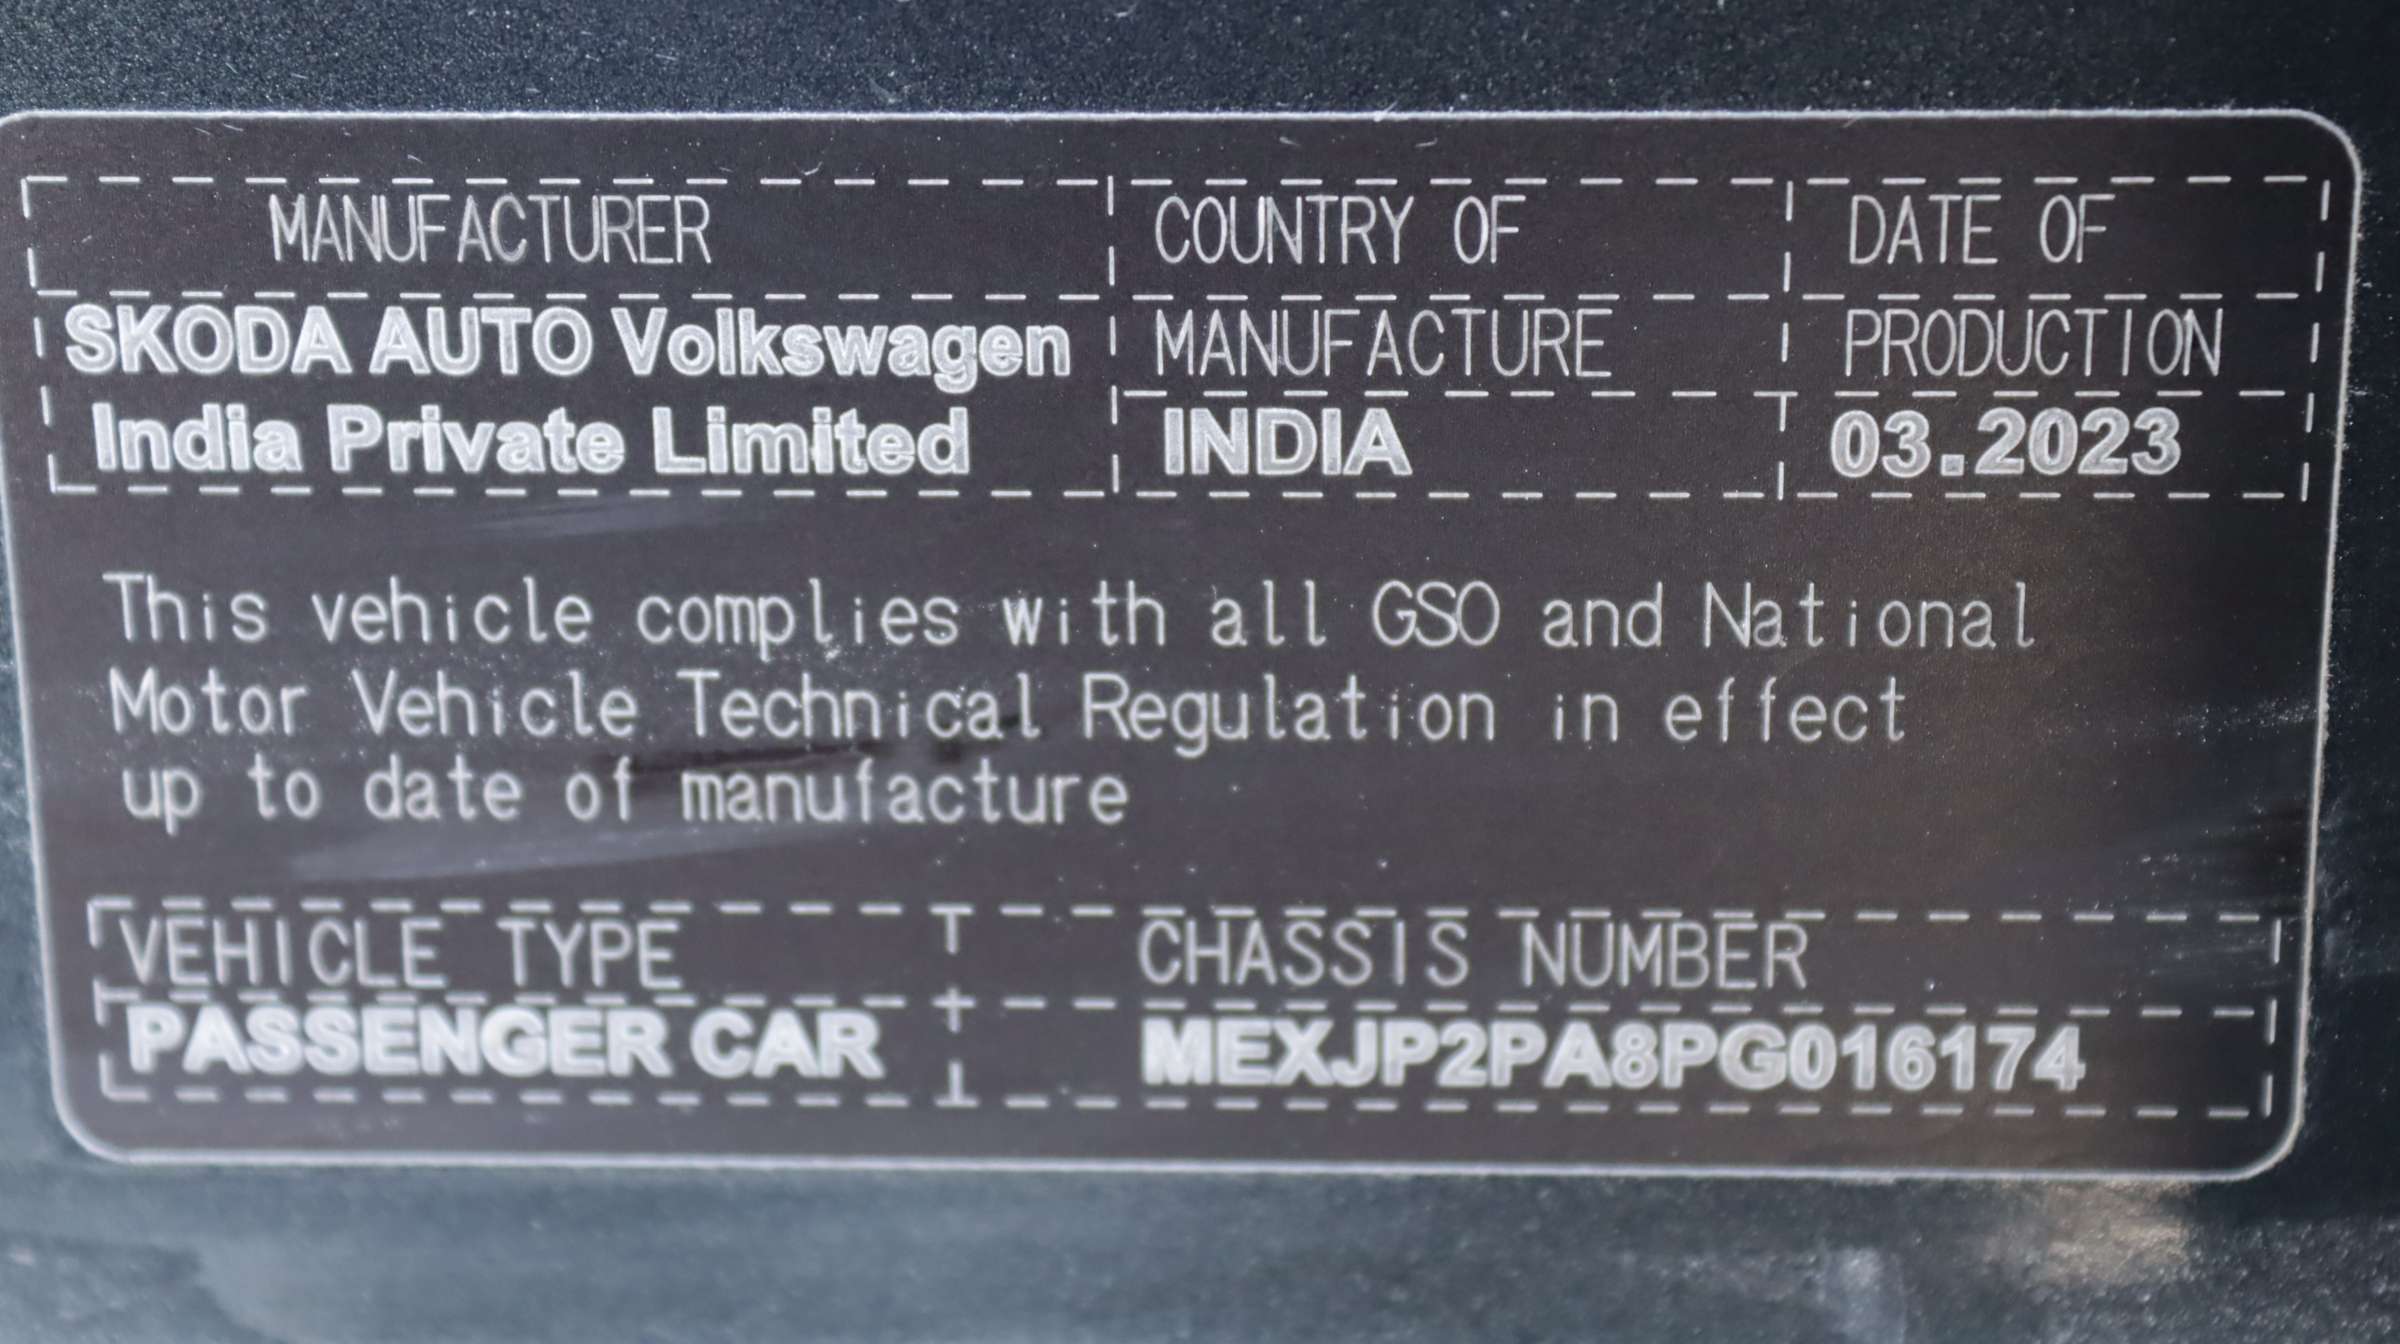 MANUFACTURER
COUNTRY OF
DATE OF
SKODA AUTO Volkswagen
MANUFACTURE
PRODUCTION
India Private Limited
INDIA
03.2023
This vehicle complies with all GSO and National
Motor Vehicle Technical Regulation in effect
up to date of manufacture
VEHICLE TYPE
CHASSIS NUMBER
PASSENGER CAR
MEXJP2PA8PG016174